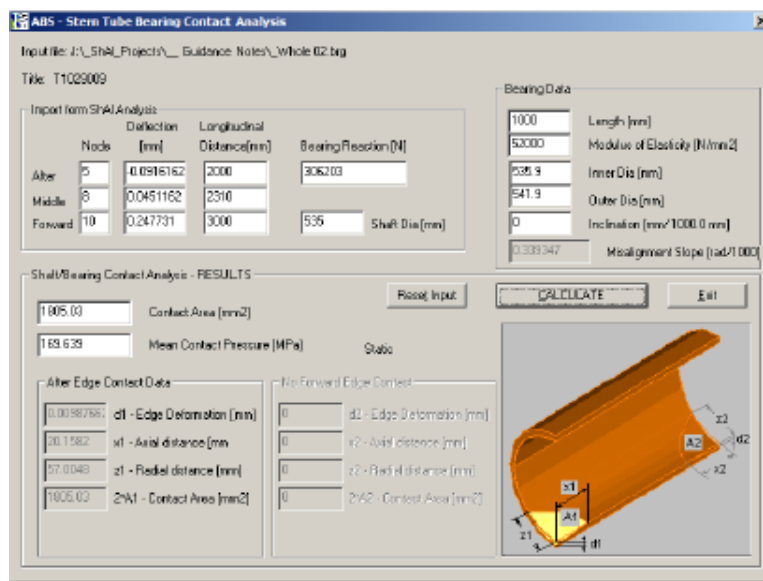 ABS - Stern Tube Bearing Contact Analysis
Input file: J:\_ShAl_Projects\__ Guidance Notes\_Whole 02.brg
Title: T1029009
Import form ShAl Analysis
Node Deflection [mm] Longitudinal Distance[mm] Bearing Reaction [N]
After 5 -0.0916162 2000 306203
Middle 8 0.0451162 2310
Forward 10 0.247731 3000 535 Shaft Dia [mm]
Bearing Data
1000 Length [mm]
52000 Modulus of Elasticity [N/mm2]
535.9 Inner Dia [mm]
541.9 Outer Dia [mm]
0 Inclination [mm/1000.0 mm]
0.339347 Misalignment Slope [rad/1000]
Shaft/Bearing Contact Analysis - RESULTS
Reset Input CALCULATE Exit
1805.03 Contact Area [mm2]
169.639 Mean Contact Pressure [MPa] Static
After Edge Contact Data
d1 - Edge Deformation [mm]
20.1582 x1 - Axial distance [mm
57.0048 z1 - Radial distance [mm]
1805.03 2*A1 - Contact Area [mm2]
No Forward Edge Contact
0 d2 - Edge Deformation [mm]
0 x2 - Axial distance [mm]
0 z2 - Radial distance [mm]
0 2*A2 - Contact Area [mm2]
z2
A2
d2
x2
x1
A1
z1
d1